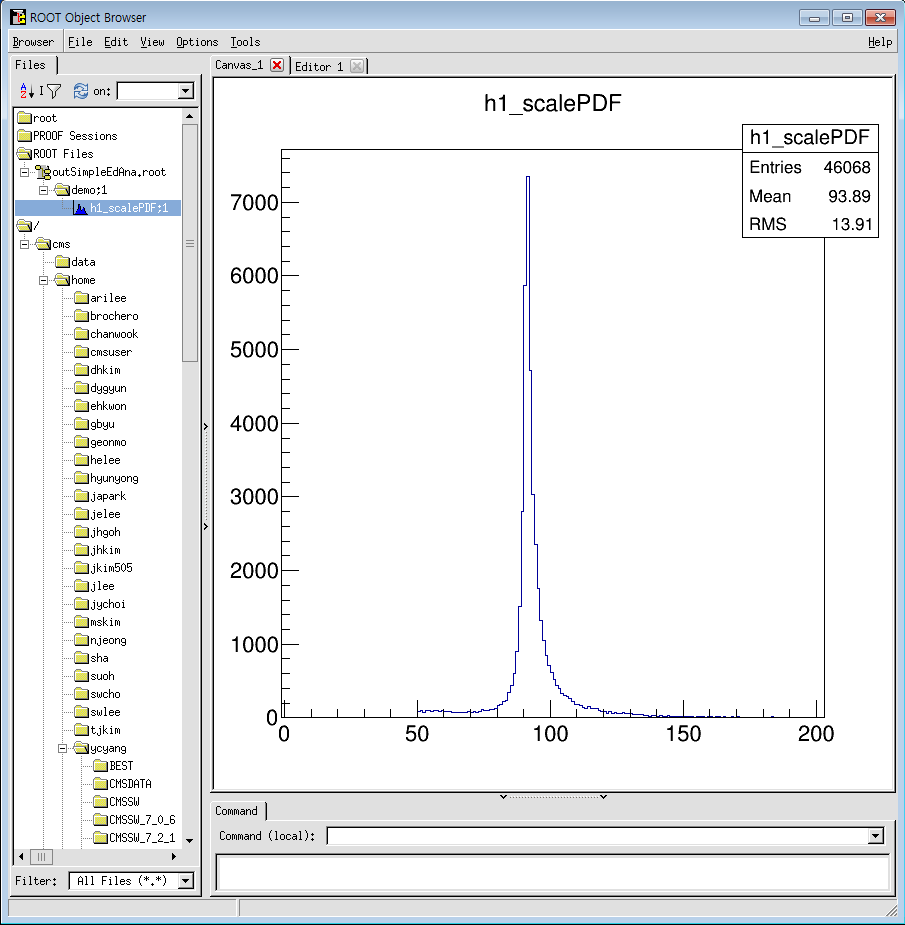 ROOT Object Browser
Browser File Edit View Options Tools Help
Files
Canvas_1 Editor 1
on:
root
PROOF Sessions
ROOT Files
outSimpleEdAna.root
demo;1
h1_scalePDF;1
/
cms
data
home
arilee
brochero
chanwook
cmsuser
dhkim
dygyun
ehkwon
gbyu
geonmo
helee
hyunyong
japark
jelee
jhgoh
jhkim
jkim505
jlee
jychoi
mskim
njeong
sha
suoh
swcho
swlee
tjkim
ycyang
BEST
CMSDATA
CMSSW
CMSSW_7_0_6
CMSSW_7_2_1
Filter: All Files (*.*)
h1_scalePDF
h1_scalePDF
Entries 46068
Mean 93.89
RMS 13.91
7000
6000
5000
4000
3000
2000
1000
0
0 50 100 150 200
Command
Command (local):